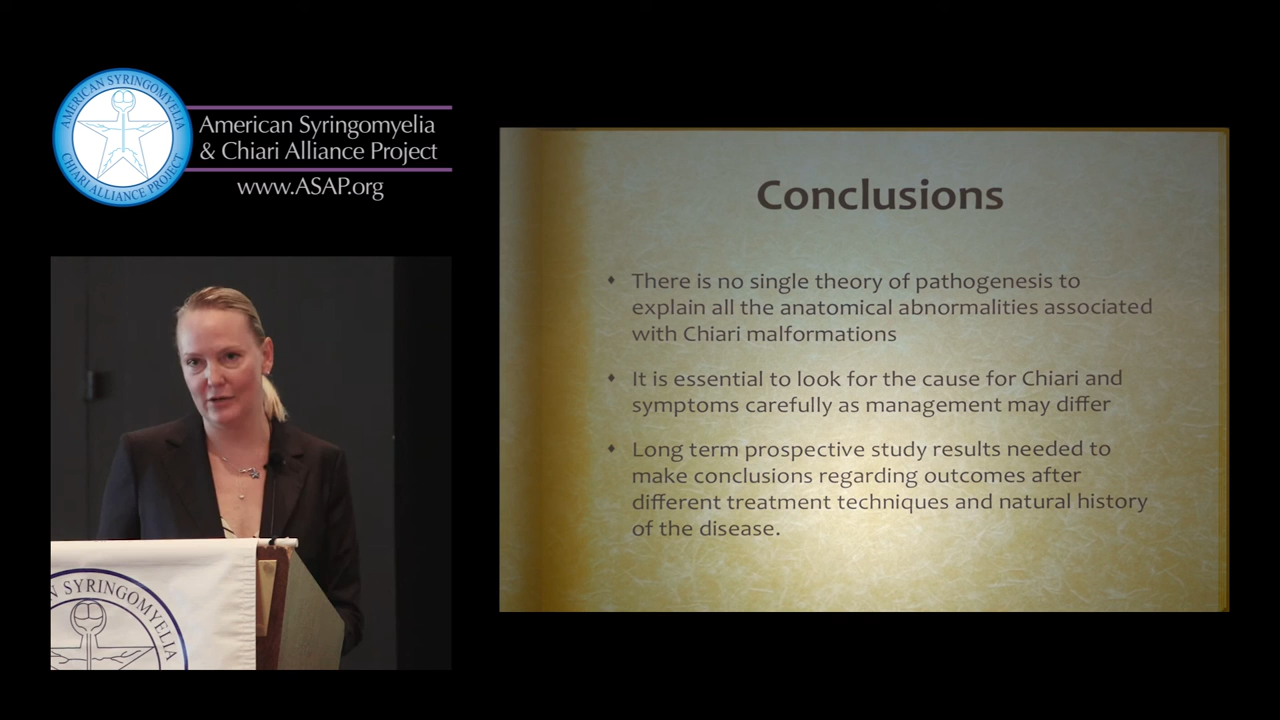 AMERICAN SYRINGOMYELIA
CHIARI ALLIANCE PROJECT
American Syringomyelia
& Chiari Alliance Project
www.ASAP.org
Conclusions
There is no single theory of pathogenesis to
explain all the anatomical abnormalities associated
with Chiari malformations
It is essential to look for the cause for Chiari and
symptoms carefully as management may differ
Long term prospective study results needed to
make conclusions regarding outcomes after
different treatment techniques and natural history
of the disease.
N SYRINGOMYELIA